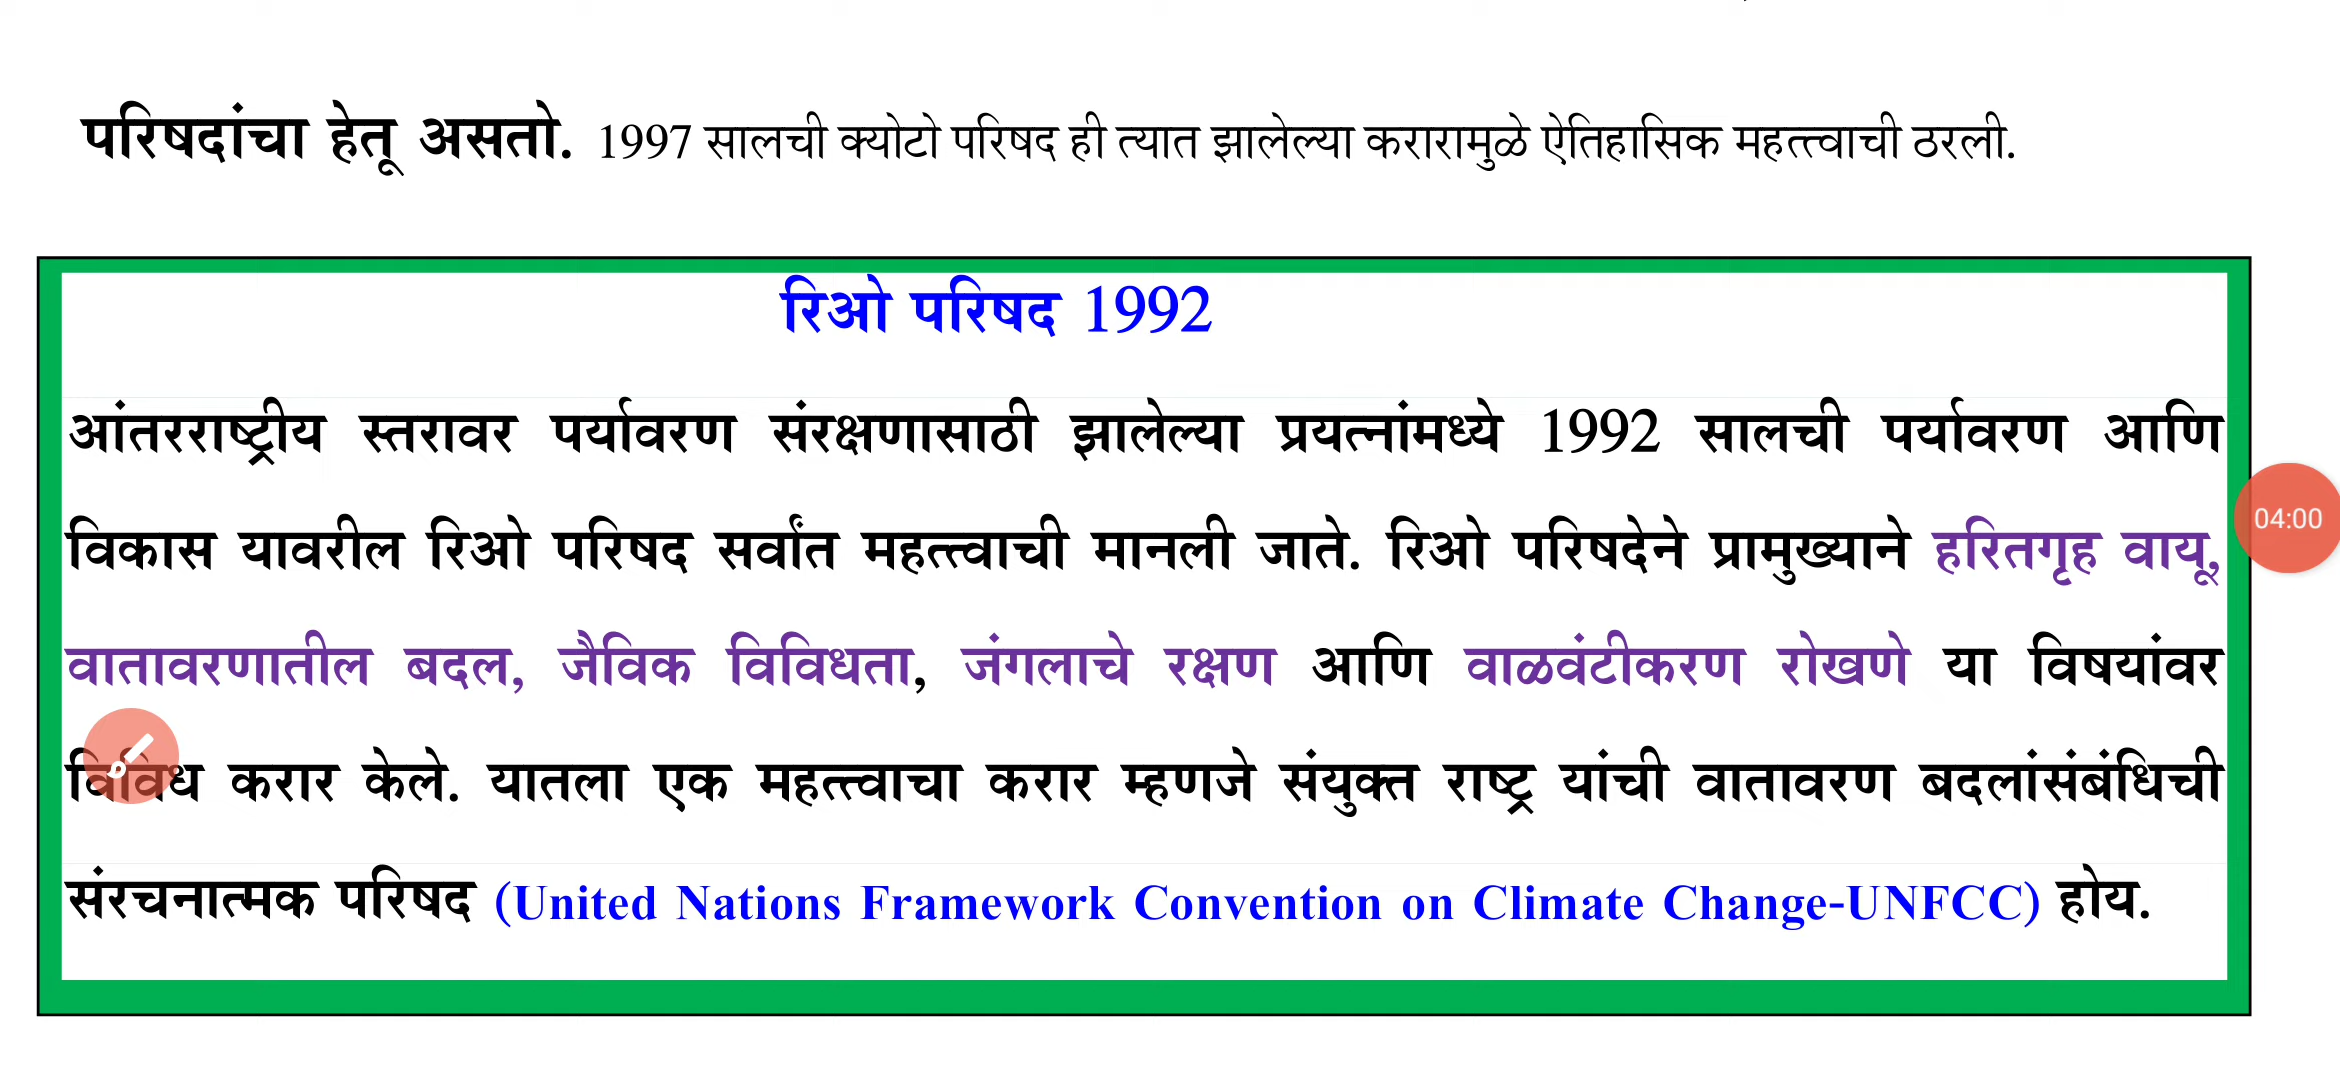 परिषदांचा हेतू असतो. 1997 सालची क्योटो परिषद ही त्यात झालेल्या करारामुळे ऐतिहासिक महत्त्वाची ठरली.
रिओ परिषद 1992
आंतरराष्ट्रीय स्तरावर पर्यावरण संरक्षणासाठी झालेल्या प्रयत्नांमध्ये 1992 सालची पर्यावरण आणि
विकास यावरील रिओ परिषद सर्वांत महत्त्वाची मानली जाते. रिओ परिषदेने प्रामुख्याने हरितगृह वायू,
04:00
वातावरणातील बदल, जैविक विविधता, जंगलाचे रक्षण आणि वाळवंटीकरण रोखणे या विषयांवर
विविध करार केले. यातला एक महत्त्वाचा करार म्हणजे संयुक्त राष्ट्र यांची वातावरण बदलांसंबंधिची
संरचनात्मक परिषद (United Nations Framework Convention on Climate Change-UNFCC) होय.